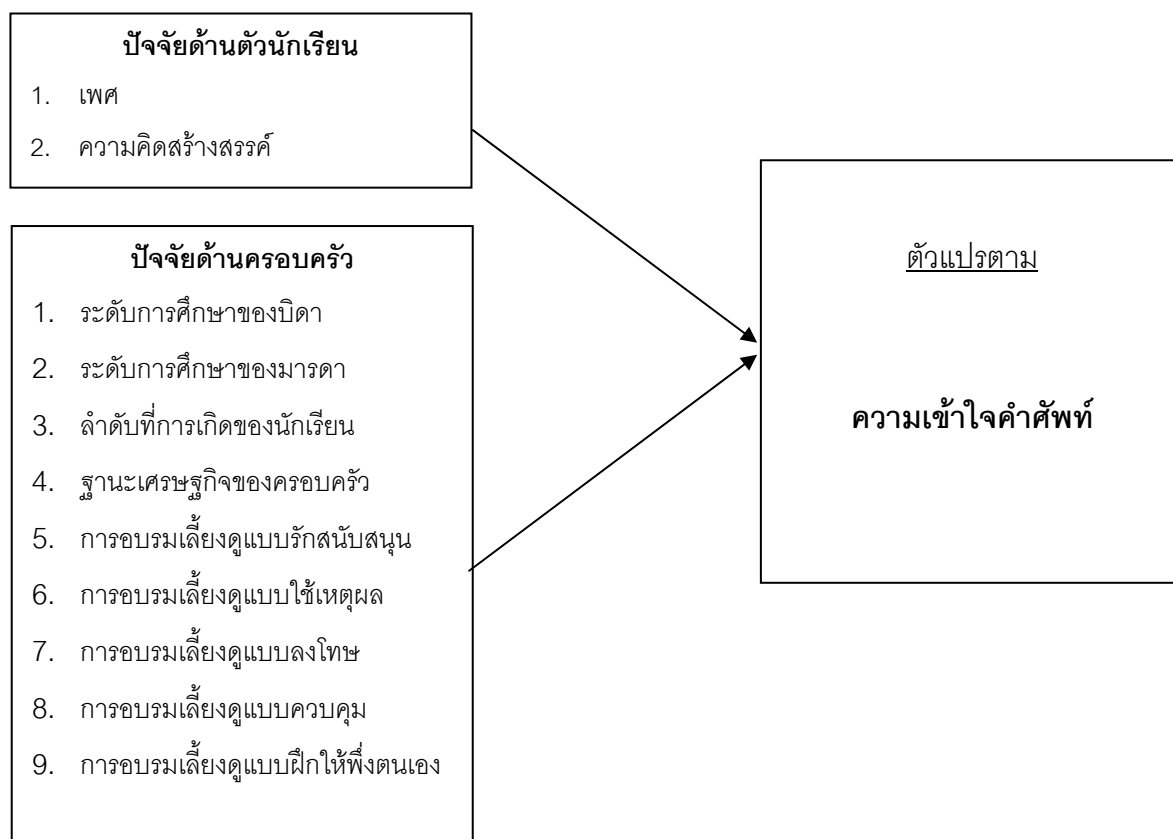 ปัจจัยด้านตัวนักเรียน
1. เพศ
2. ความคิดสร้างสรรค์
ปัจจัยด้านครอบครัว
1. ระดับการศึกษาของบิดา
2. ระดับการศึกษาของมารดา
3. ลำดับที่การเกิดของนักเรียน
4. ฐานะเศรษฐกิจของครอบครัว
5. การอบรมเลี้ยงดูแบบรักสนับสนุน
6. การอบรมเลี้ยงดูแบบใช้เหตุผล
7. การอบรมเลี้ยงดูแบบลงโทษ
8. การอบรมเลี้ยงดูแบบควบคุม
9. การอบรมเลี้ยงดูแบบฝึกให้พึ่งตนเอง
ตัวแปรตาม
ความเข้าใจคำศัพท์